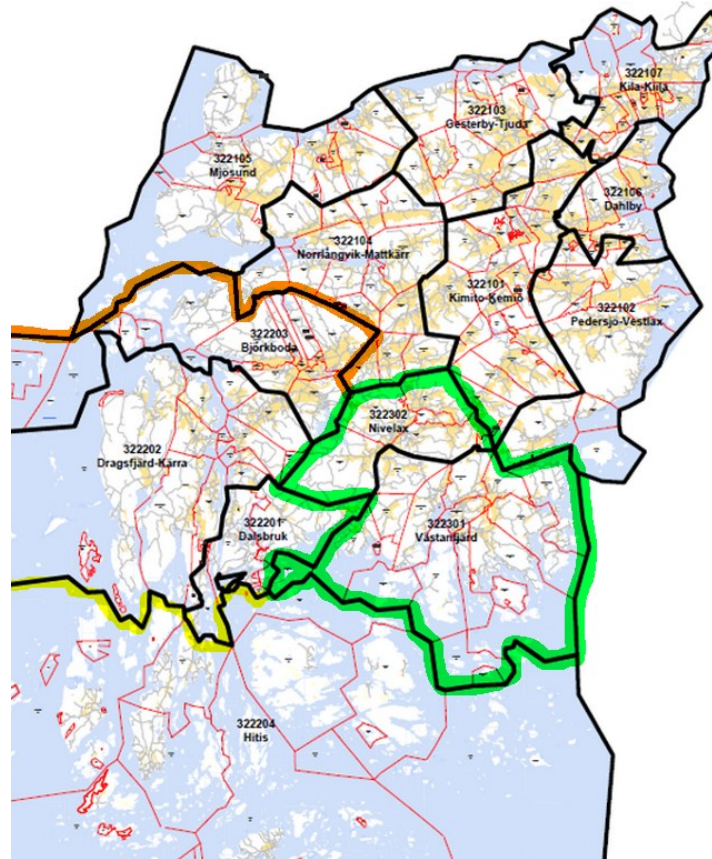 322107
Kila-Kiila
322103
Gesterby-Tjuda
322105
Mjösund
322106
Dahlby
322104
Norrlångvik-Mattkärr
322101
Kimito-Kemiö
322102
Pedersjö-Vestlax
322203
Björkboda
322302
Nivelax
322202
Dragsfjärd-Kärra
322201
Dalsbruk
322301
Västanfjärd
322204
Hitis